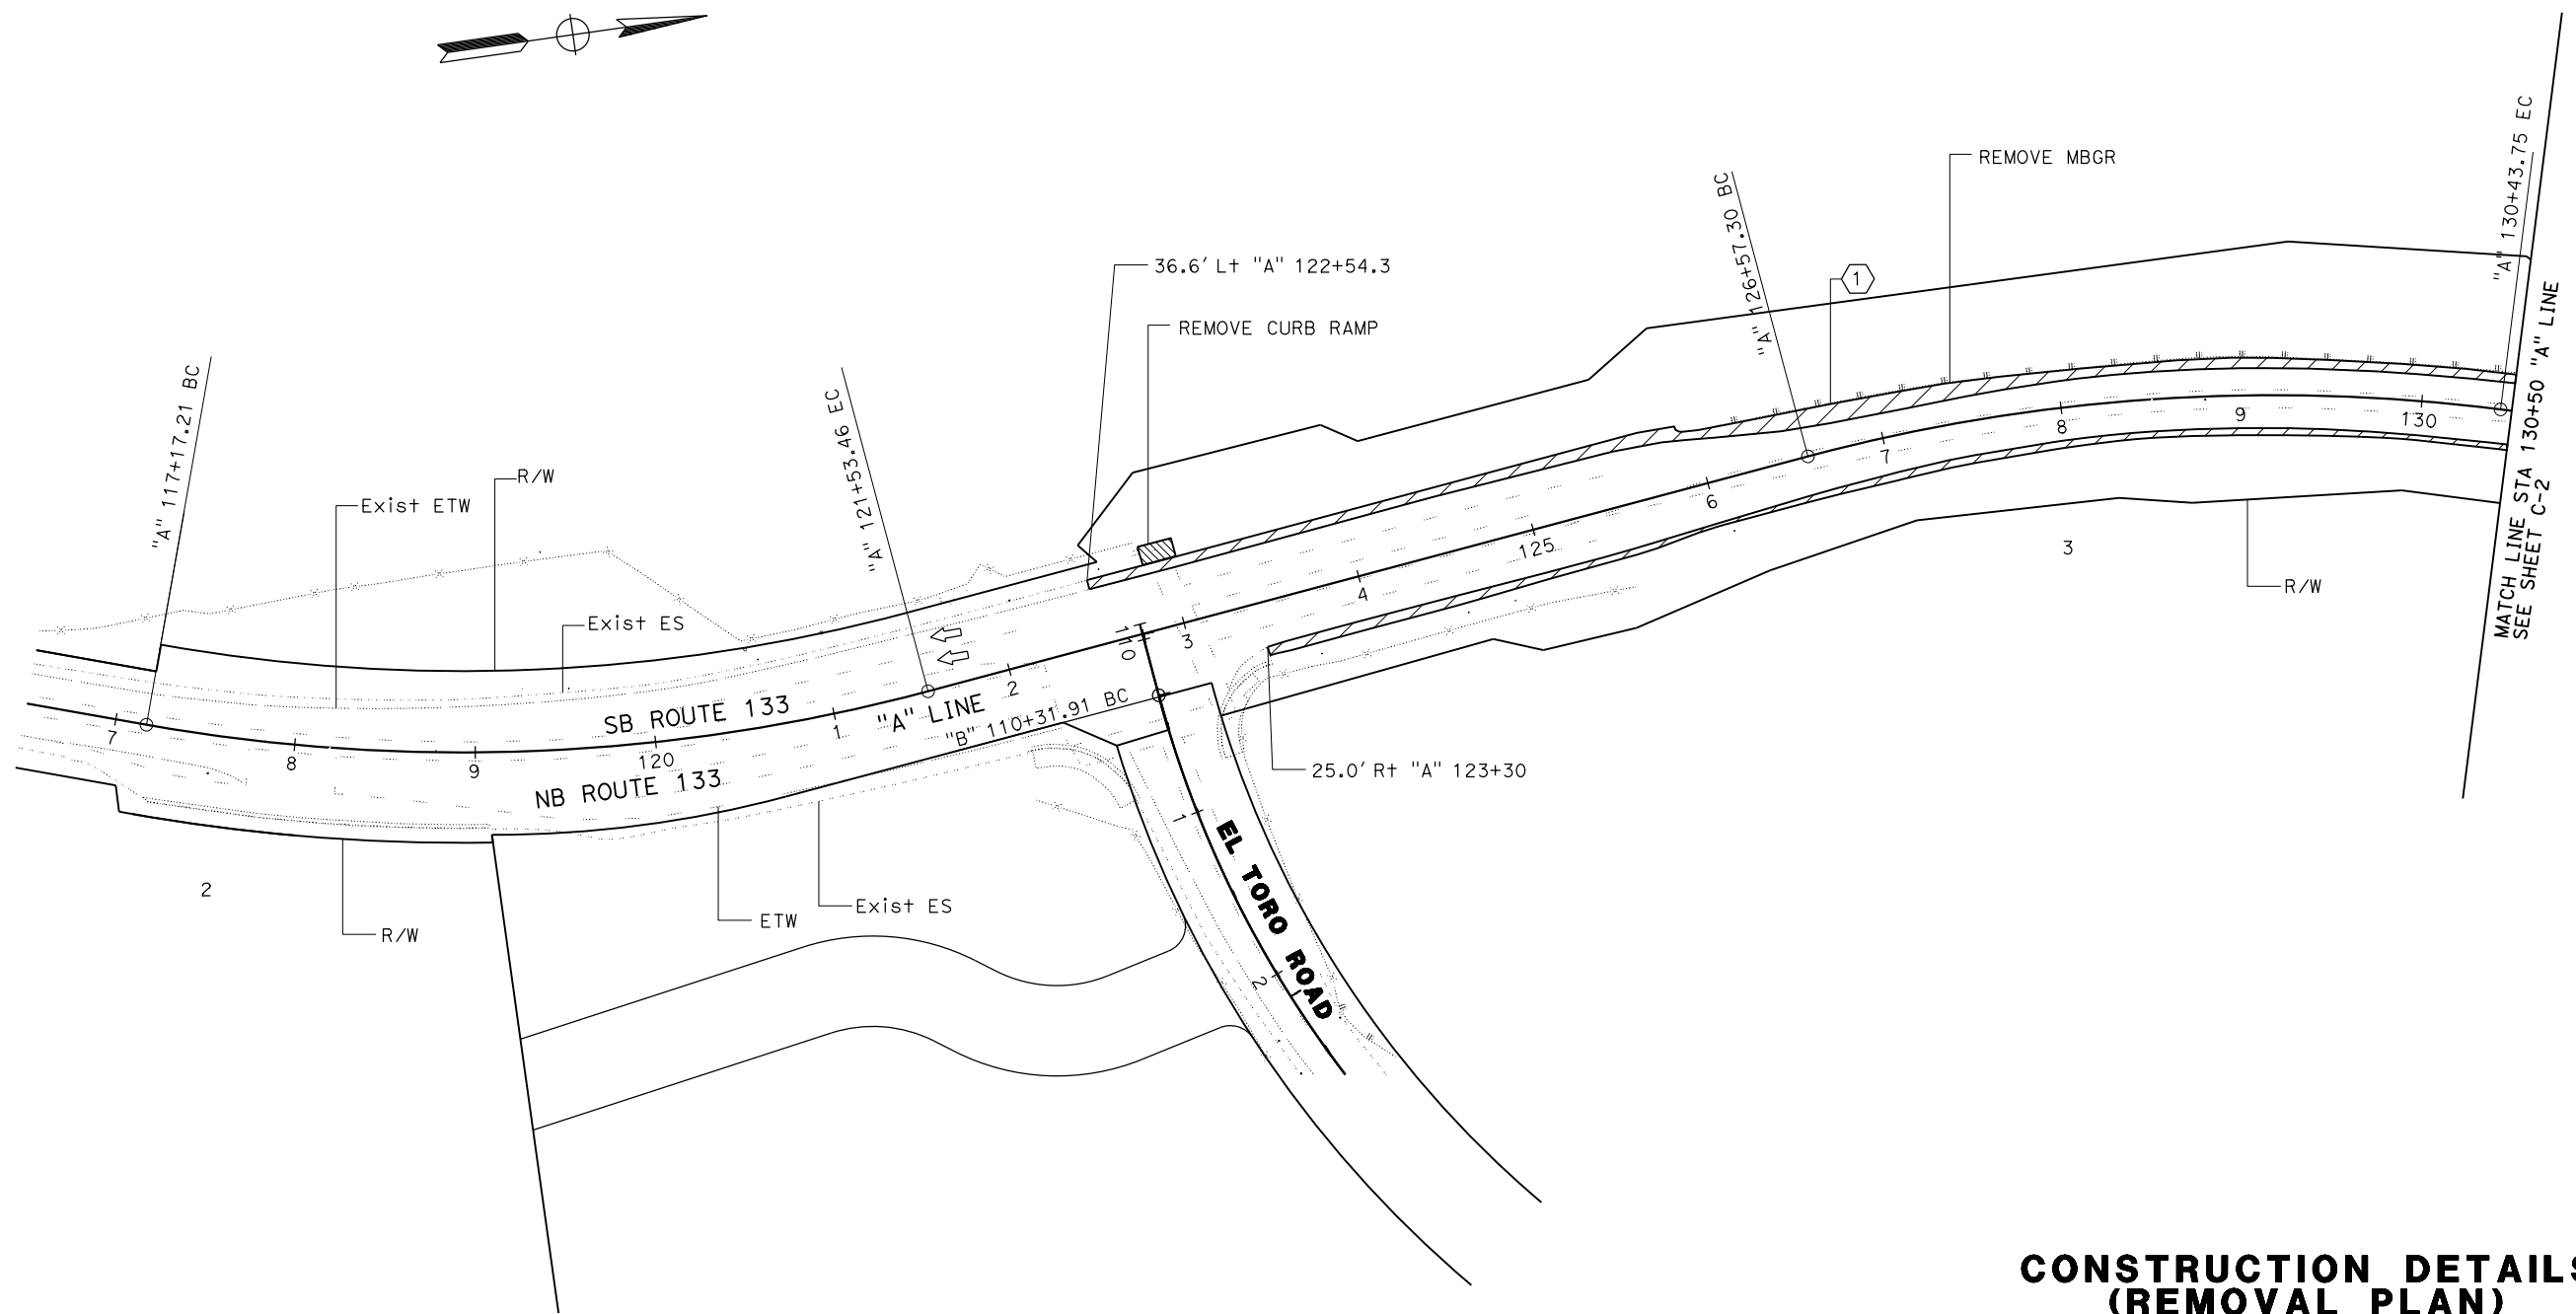 "A" 130+43.75 EC
REMOVE MBGR
"A" 126+57.30 BC
36.6' Lt "A" 122+54.3
1
REMOVE CURB RAMP
MATCH LINE STA 130+50 "A" LINE
SEE SHEET C-2
"A" 117+17.21 BC
"A" 121+53.46 EC
R/W
Exist ETW
Exist ES
7
8
9
120
1
2
3
4
125
6
7
8
9
130
110
3
R/W
SB ROUTE 133
"A" LINE
"B" 110+31.91 BC
NB ROUTE 133
25.0' Rt "A" 123+30
1
2
EL TORO ROAD
2
R/W
ETW
Exist ES
CONSTRUCTION DETAILS
(REMOVAL PLAN)